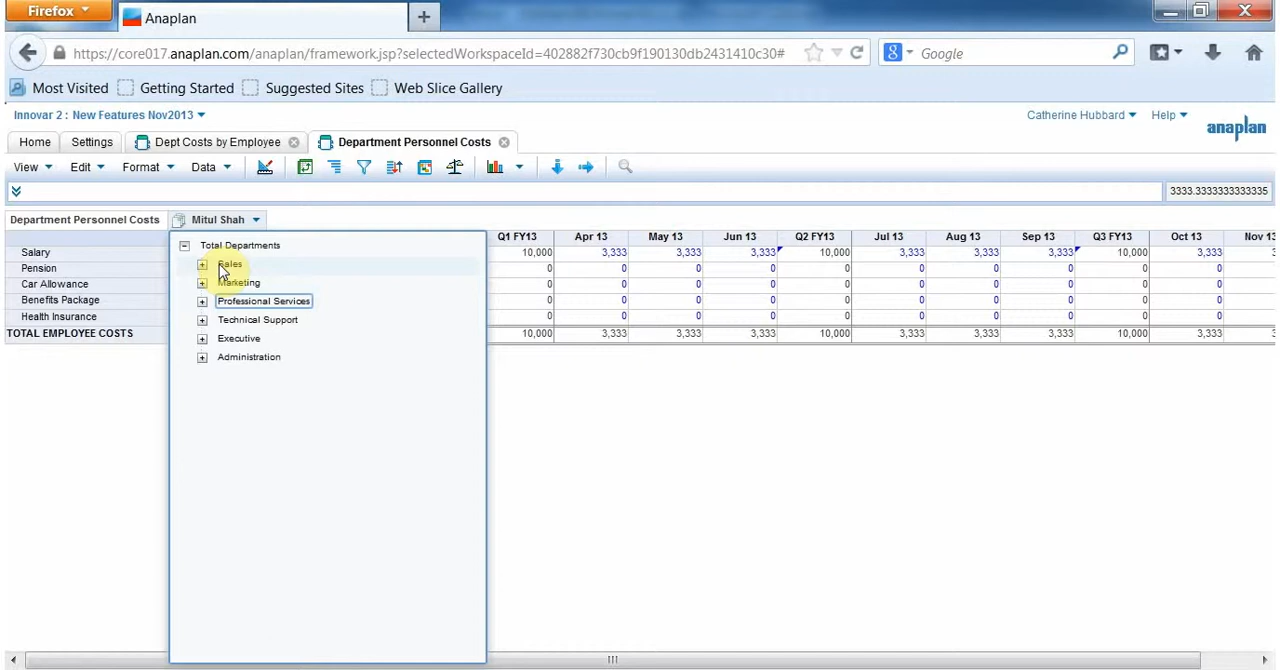 Firefox
Anaplan
https://core017.anaplan.com/anaplan/framework.jsp?selectedWorkspaceId=402882f730cb9f190130db2431410c30#
Google
Most Visited Getting Started Suggested Sites Web Slice Gallery
Innovar 2 : New Features Nov2013 Catherine Hubbard Help
anaplan
Home Settings Dept Costs by Employee Department Personnel Costs
View Edit Format Data
3333.3333333333335
Department Personnel Costs Mitul Shah
Q1 FY13 Apr 13 May 13 Jun 13 Q2 FY13 Jul 13 Aug 13 Sep 13 Q3 FY13 Oct 13 Nov 13
Salary 10,000 3,333 3,333 3,333 10,000 3,333 3,333 3,333 10,000 3,333
Pension 0 0 0 0 0 0 0 0 0 0
Car Allowance 0 0 0 0 0 0 0 0 0 0
Benefits Package 0 0 0 0 0 0 0 0 0 0
Health Insurance 0 0 0 0 0 0 0 0 0 0
TOTAL EMPLOYEE COSTS 10,000 3,333 3,333 3,333 10,000 3,333 3,333 3,333 10,000 3,333
Total Departments
Sales
Marketing
Professional Services
Technical Support
Executive
Administration